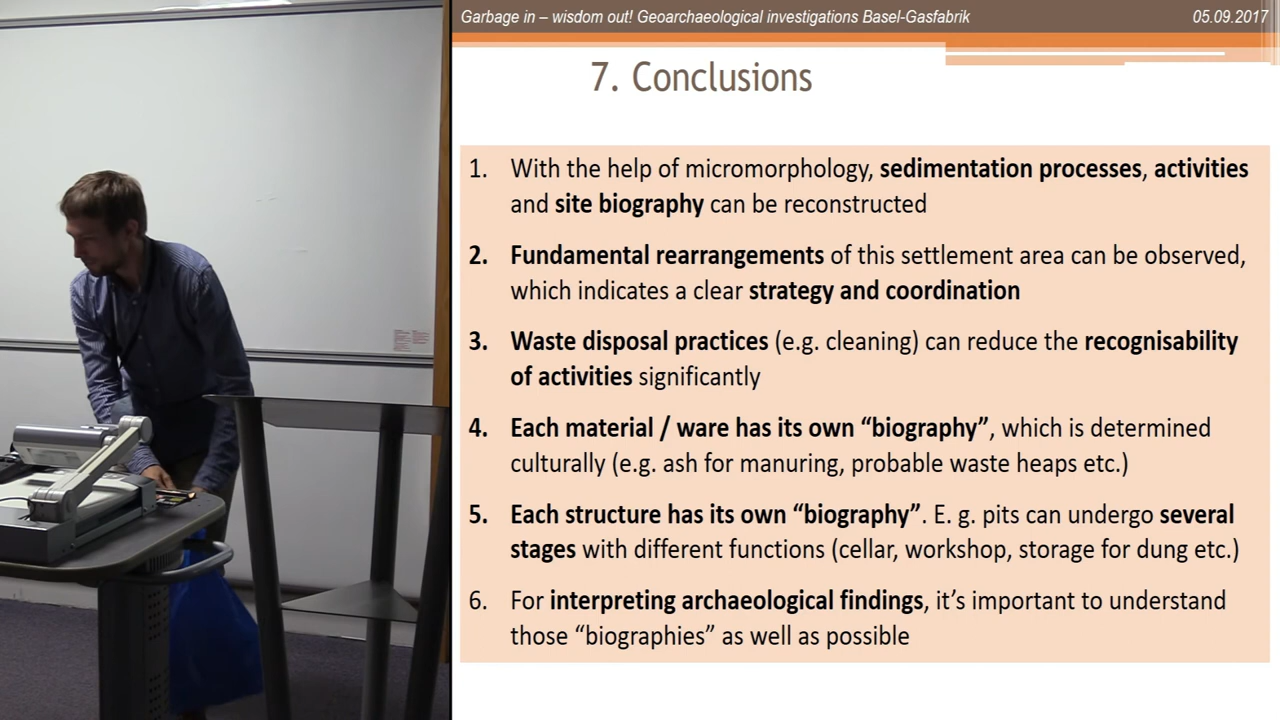 Garbage in – wisdom out! Geoarchaeological investigations Basel-Gasfabrik 05.09.2017
7. Conclusions
1. With the help of micromorphology, sedimentation processes, activities
and site biography can be reconstructed
2. Fundamental rearrangements of this settlement area can be observed,
which indicates a clear strategy and coordination
3. Waste disposal practices (e.g. cleaning) can reduce the recognisability
of activities significantly
4. Each material / ware has its own “biography”, which is determined
culturally (e.g. ash for manuring, probable waste heaps etc.)
5. Each structure has its own “biography”. E. g. pits can undergo several
stages with different functions (cellar, workshop, storage for dung etc.)
6. For interpreting archaeological findings, it’s important to understand
those “biographies” as well as possible